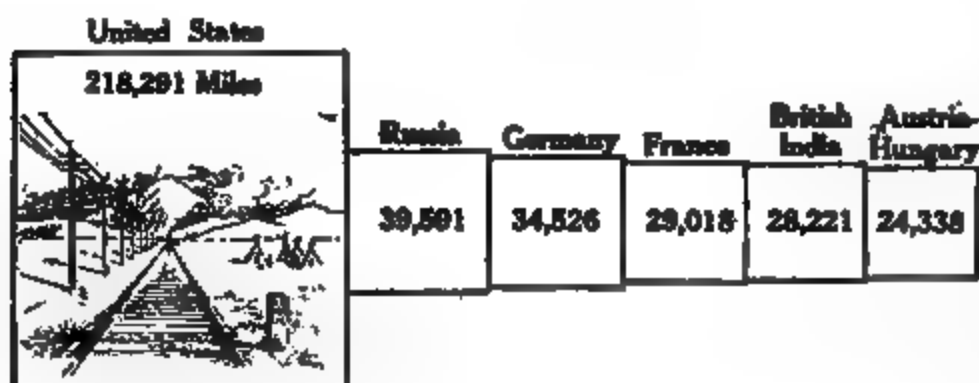 United States
218,291 Miles
Russia
Germany
France
British
India
Austria-
Hungary
39,591
34,526
29,018
28,221
24,338